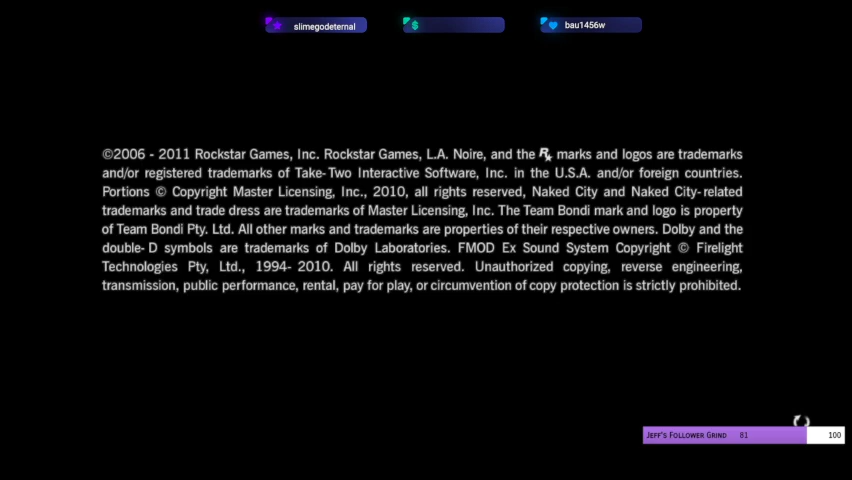 slimegodeternal
$
bau1456w
©2006 - 2011 Rockstar Games, Inc. Rockstar Games, L.A. Noire, and the R★ marks and logos are trademarks
and/or registered trademarks of Take-Two Interactive Software, Inc. in the U.S.A. and/or foreign countries.
Portions © Copyright Master Licensing, Inc., 2010, all rights reserved, Naked City and Naked City-related
trademarks and trade dress are trademarks of Master Licensing, Inc. The Team Bondi mark and logo is property
of Team Bondi Pty. Ltd. All other marks and trademarks are properties of their respective owners. Dolby and the
double-D symbols are trademarks of Dolby Laboratories. FMOD Ex Sound System Copyright © Firelight
Technologies Pty, Ltd., 1994-2010. All rights reserved. Unauthorized copying, reverse engineering,
transmission, public performance, rental, pay for play, or circumvention of copy protection is strictly prohibited.
Jeff's Follower Grind 81 100